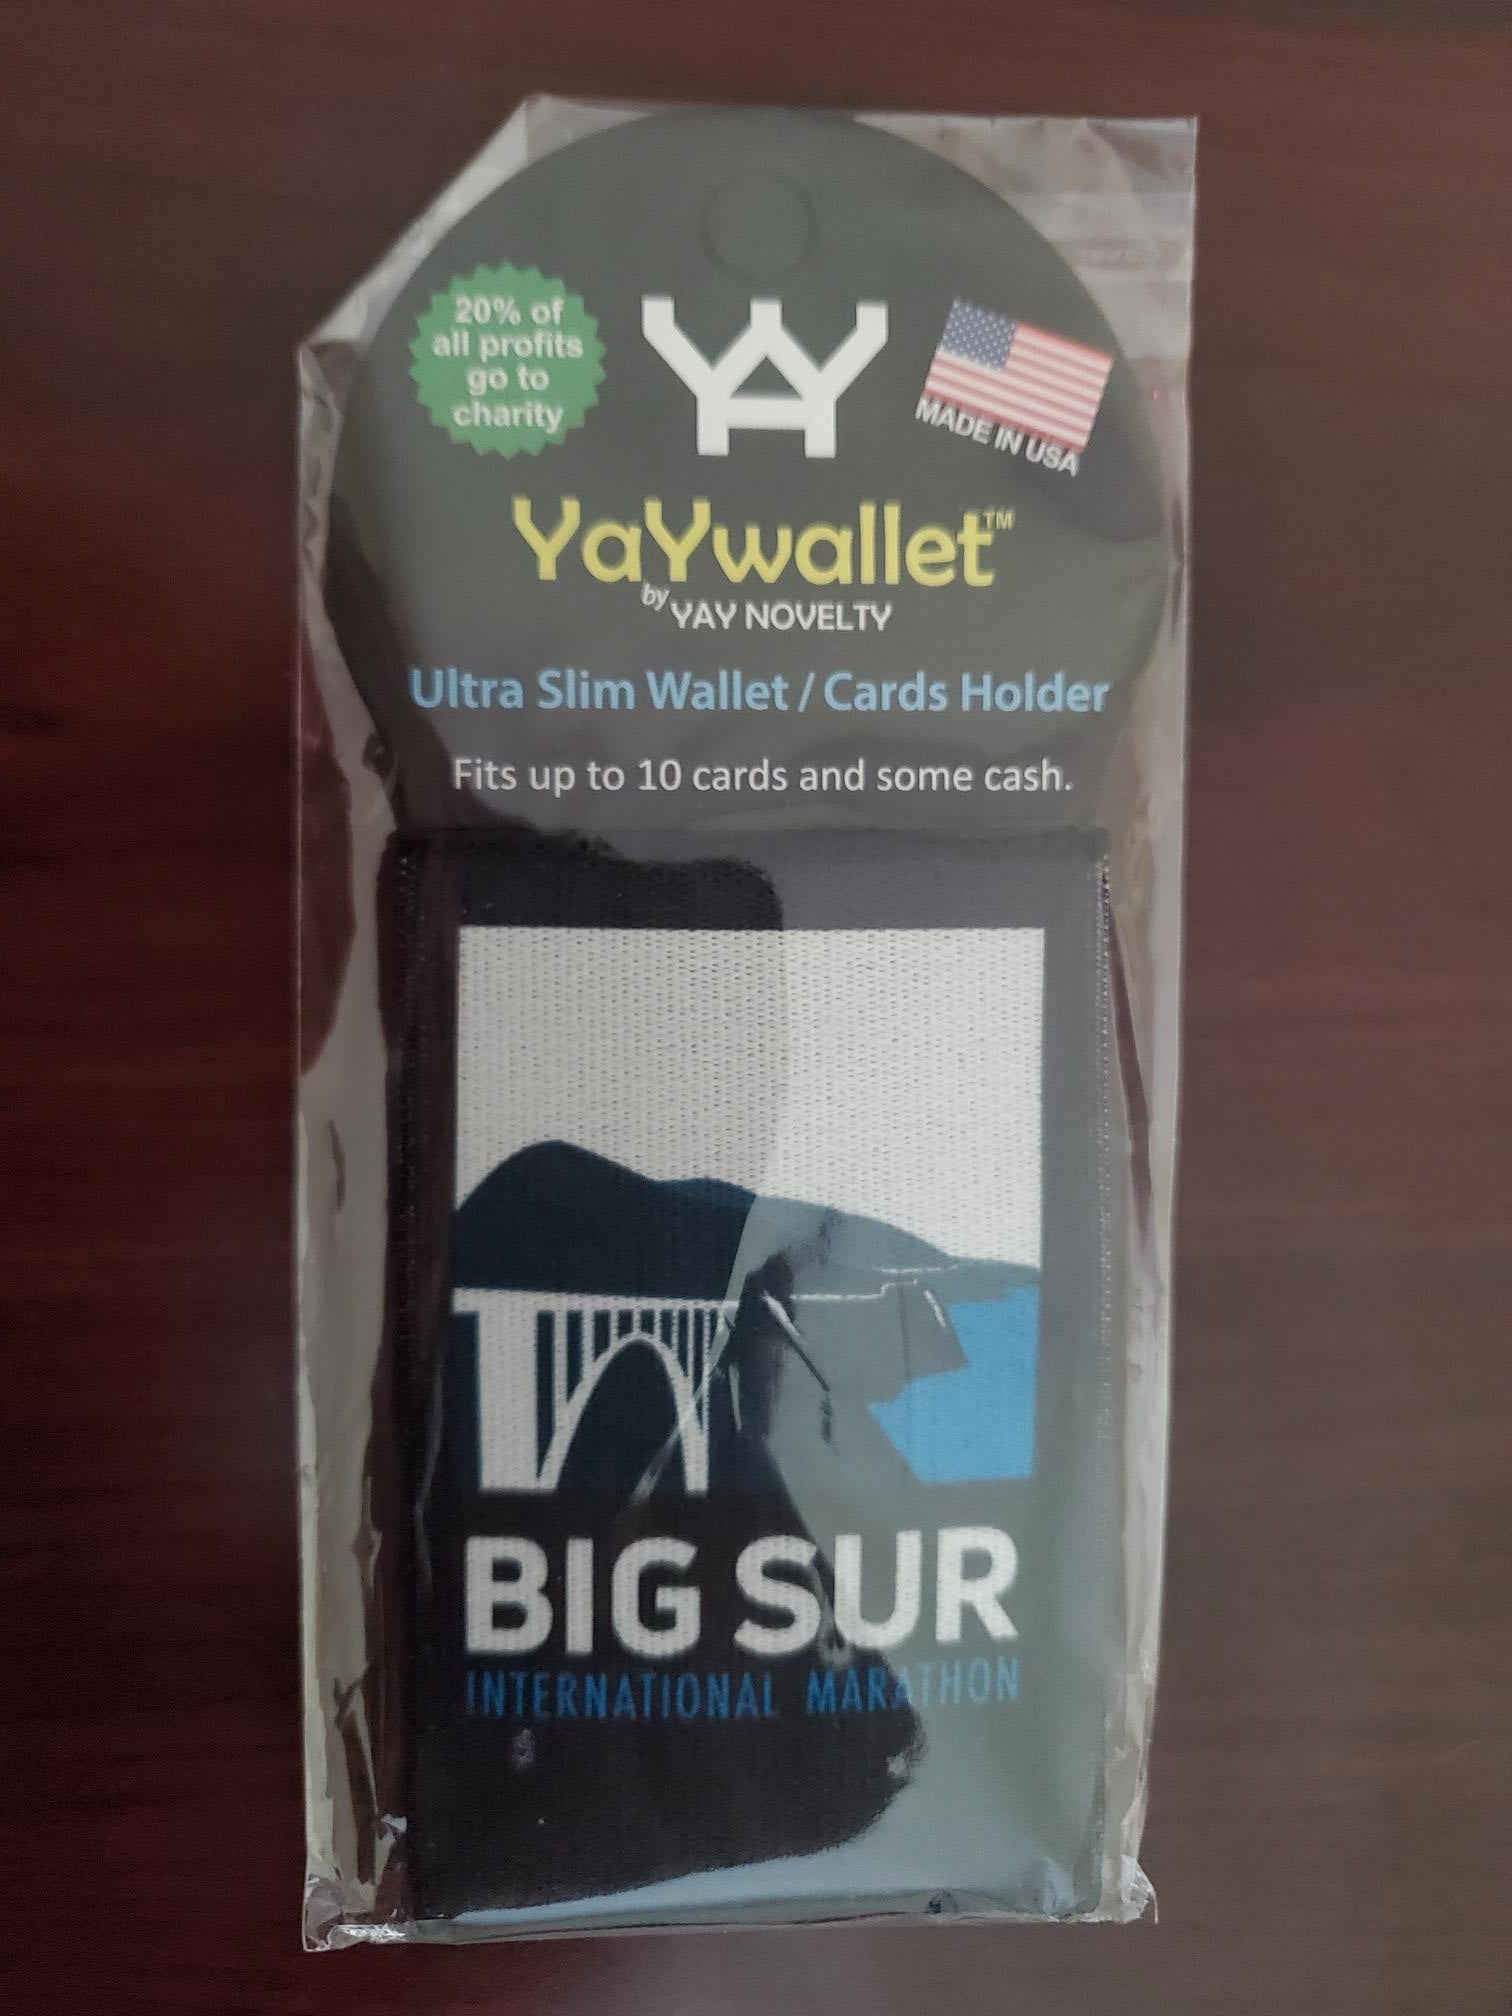 20% of
all profits
go to
charity
YAY
MADE IN USA
YaYwallet™
by YAY NOVELTY
Ultra Slim Wallet / Cards Holder
Fits up to 10 cards and some cash.
BIG SUR
INTERNATIONAL MARATHON